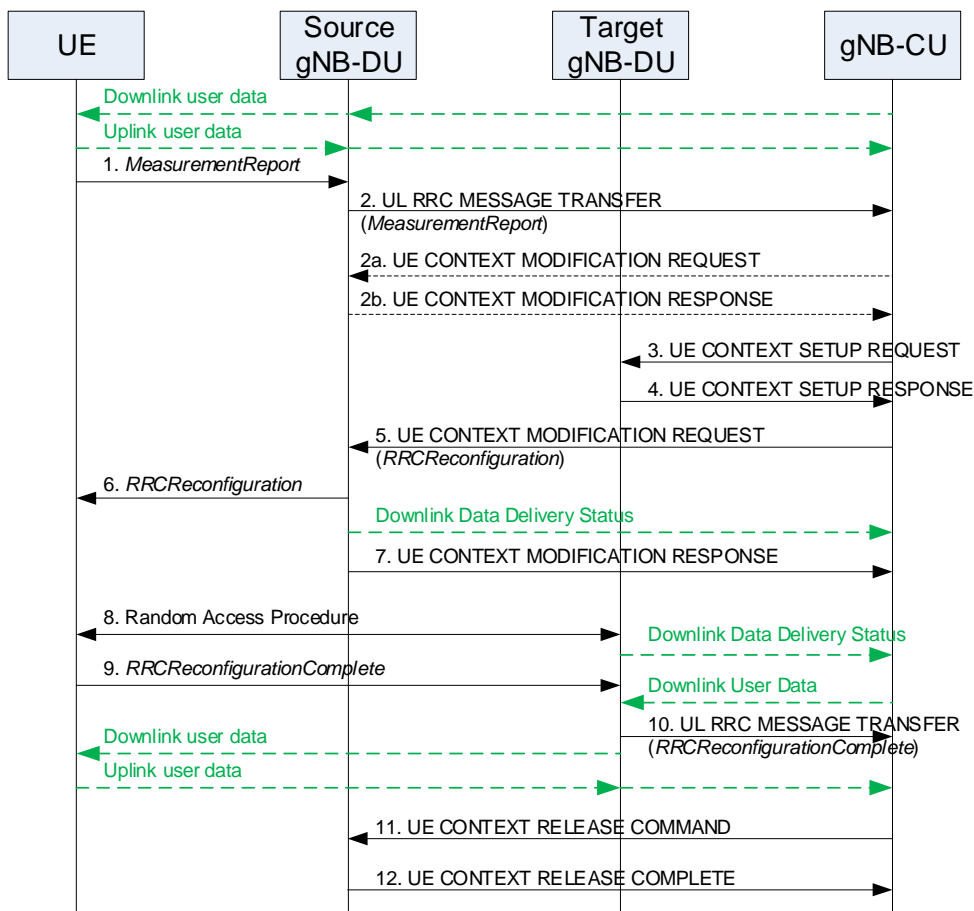 UE
Source
gNB-DU
Target
gNB-DU
gNB-CU
Downlink user data
Uplink user data
1. MeasurementReport
2. UL RRC MESSAGE TRANSFER
(MeasurementReport)
2a. UE CONTEXT MODIFICATION REQUEST
2b. UE CONTEXT MODIFICATION RESPONSE
3. UE CONTEXT SETUP REQUEST
4. UE CONTEXT SETUP RESPONSE
5. UE CONTEXT MODIFICATION REQUEST
(RRCReconfiguration)
6. RRCReconfiguration
Downlink Data Delivery Status
7. UE CONTEXT MODIFICATION RESPONSE
8. Random Access Procedure
Downlink Data Delivery Status
9. RRCReconfigurationComplete
Downlink User Data
10. UL RRC MESSAGE TRANSFER
(RRCReconfigurationComplete)
Downlink user data
Uplink user data
11. UE CONTEXT RELEASE COMMAND
12. UE CONTEXT RELEASE COMPLETE